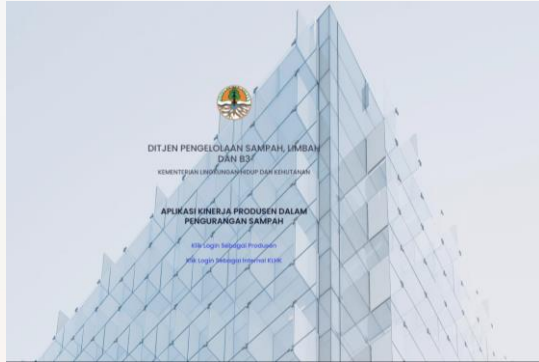 DITJEN PENGELOLAAN SAMPAH, LIMBAH
DAN B3
KEMENTERIAN LINGKUNGAN HIDUP DAN KEHUTANAN
APLIKASI KINERJA PRODUSEN DALAM
PENGURANGAN SAMPAH
Klik Login Sebagai Produsen
Klik Login Sebagai Internal KLHK